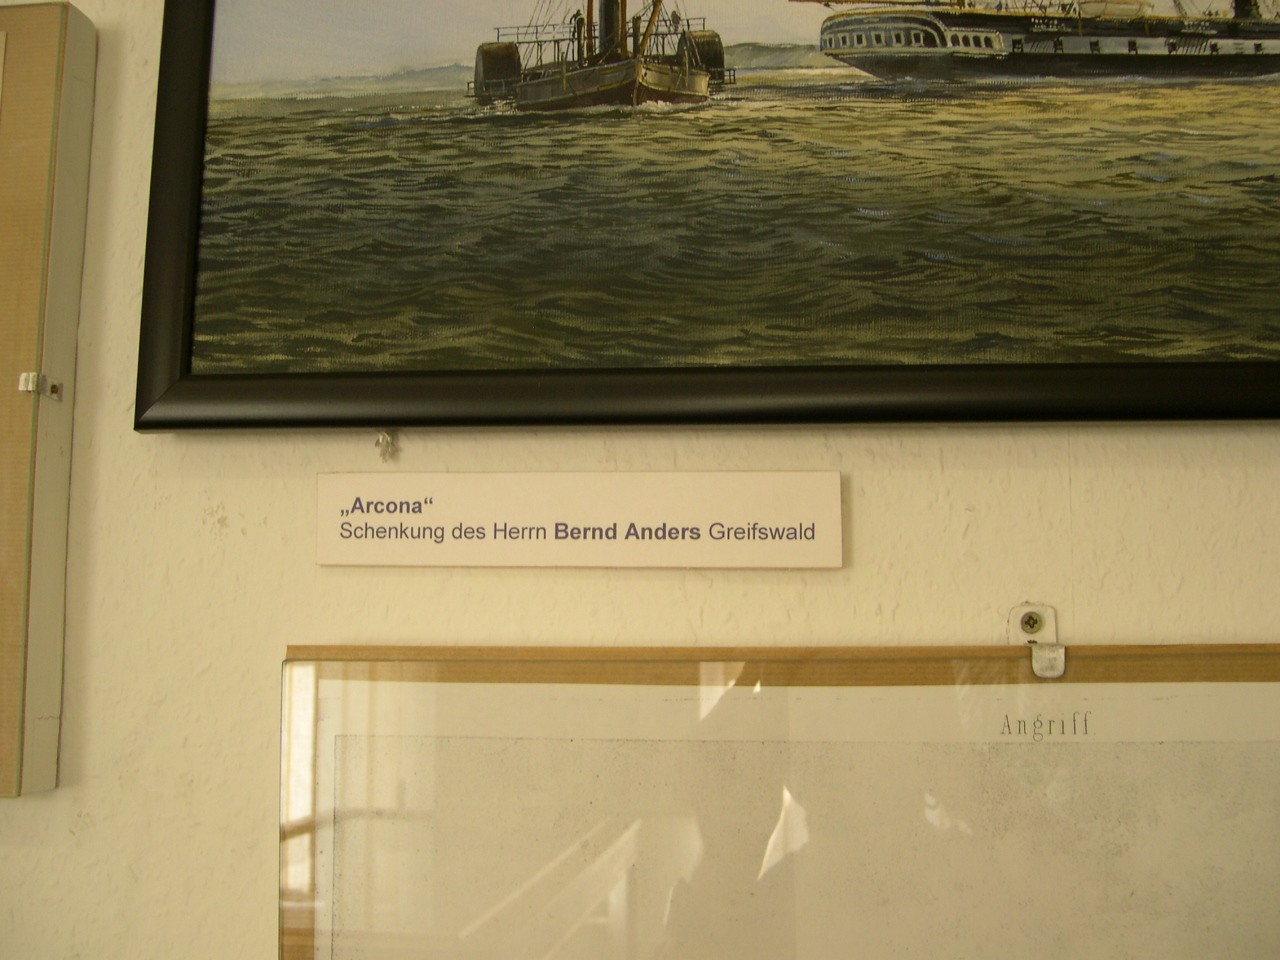 „Arcona“
Schenkung des Herrn Bernd Anders Greifswald
Angriff